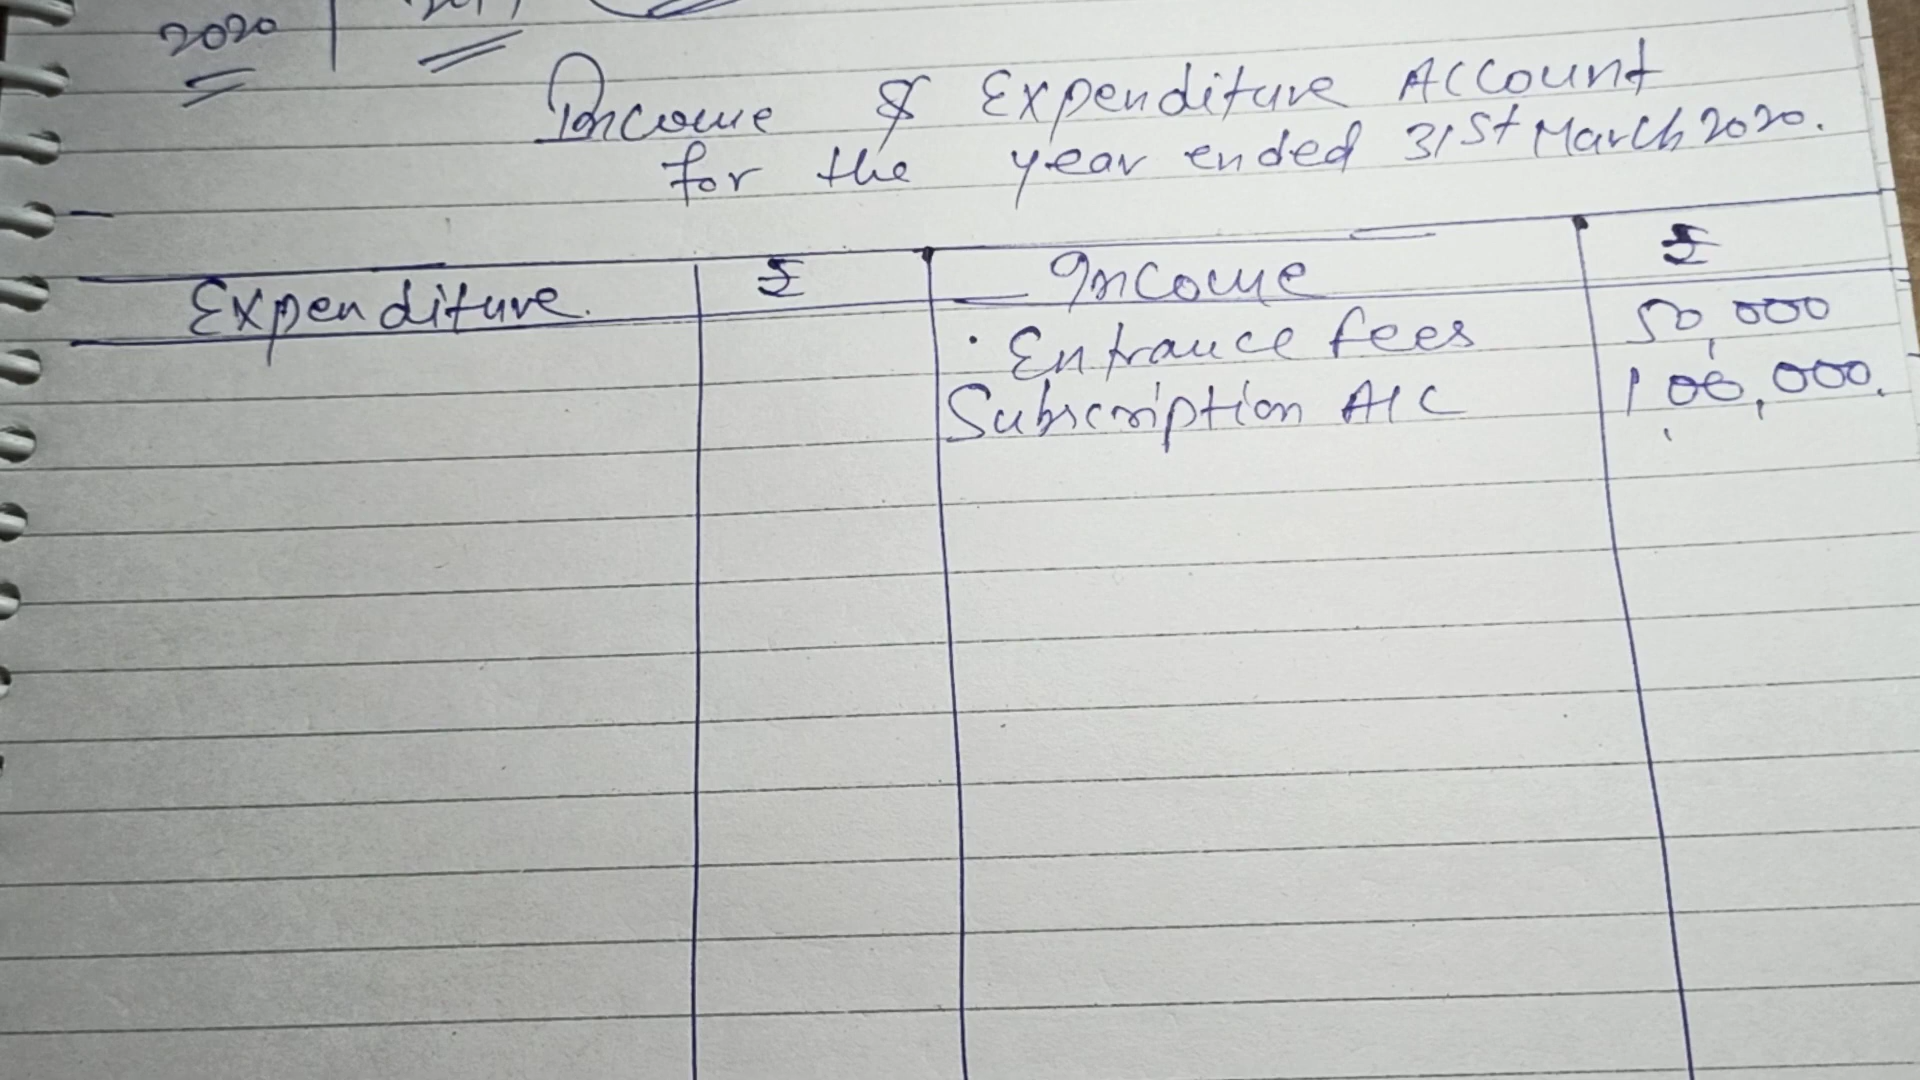 2020
Income & Expenditure Account
for the year ended 31st March 2020.
Expenditure. ₹ Income ₹
Entrance fees 50,000
Subscription A/C 1,00,000.